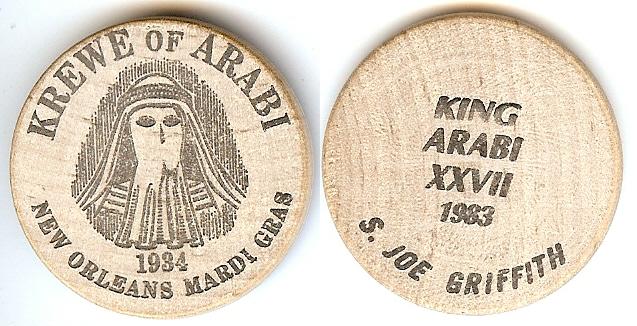 KREWE OF ARABI
1934
NEW ORLEANS MARDI GRAS
KING
ARABI
XXVII
1983
S. JOE GRIFFITH